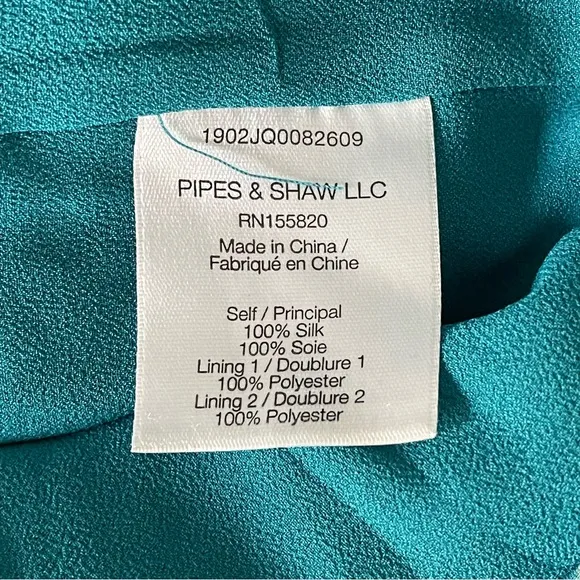 1902JQ0082609
PIPES & SHAW LLC
RN155820
Made in China /
Fabriqué en Chine
Self / Principal
100% Silk
100% Soie
Lining 1 / Doublure 1
100% Polyester
Lining 2 / Doublure 2
100% Polyester